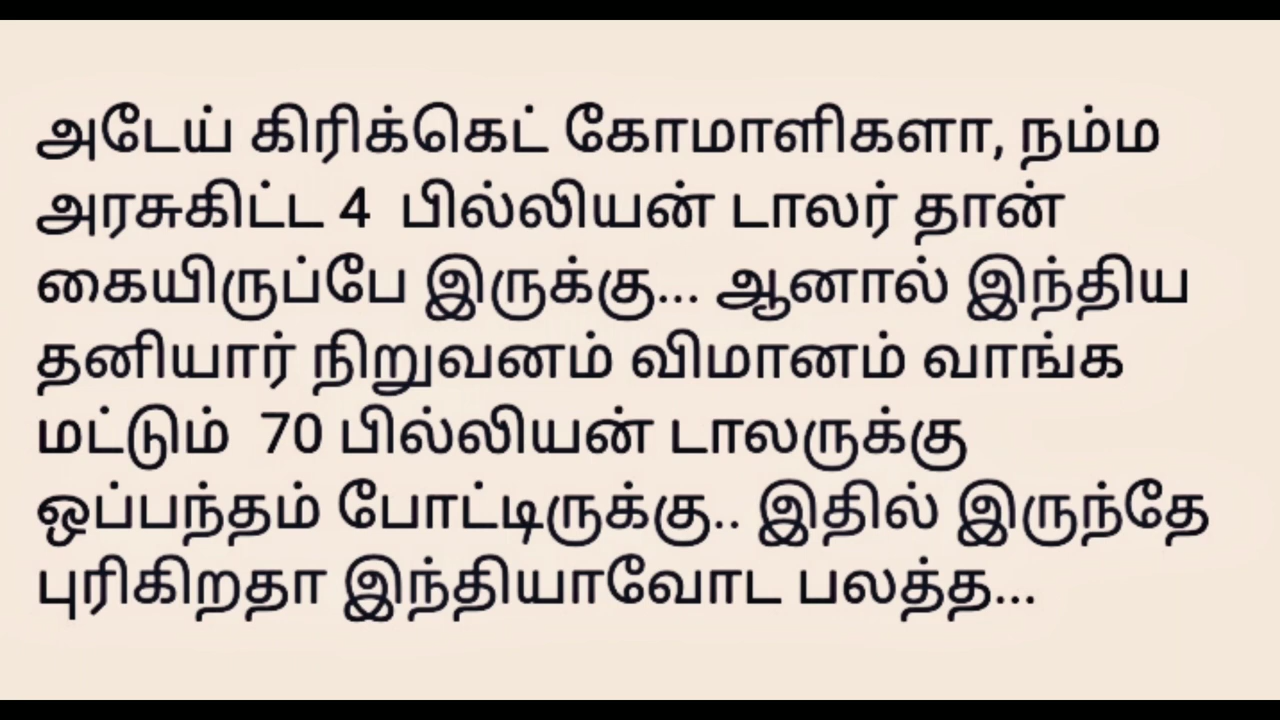 அடேய் கிரிக்கெட் கோமாளிகளா, நம்ம
அரசுகிட்ட 4 பில்லியன் டாலர் தான்
கையிருப்பே இருக்கு... ஆனால் இந்திய
தனியார் நிறுவனம் விமானம் வாங்க
மட்டும் 70 பில்லியன் டாலருக்கு
ஒப்பந்தம் போட்டிருக்கு.. இதில் இருந்தே
புரிகிறதா இந்தியாவோட பலத்த...